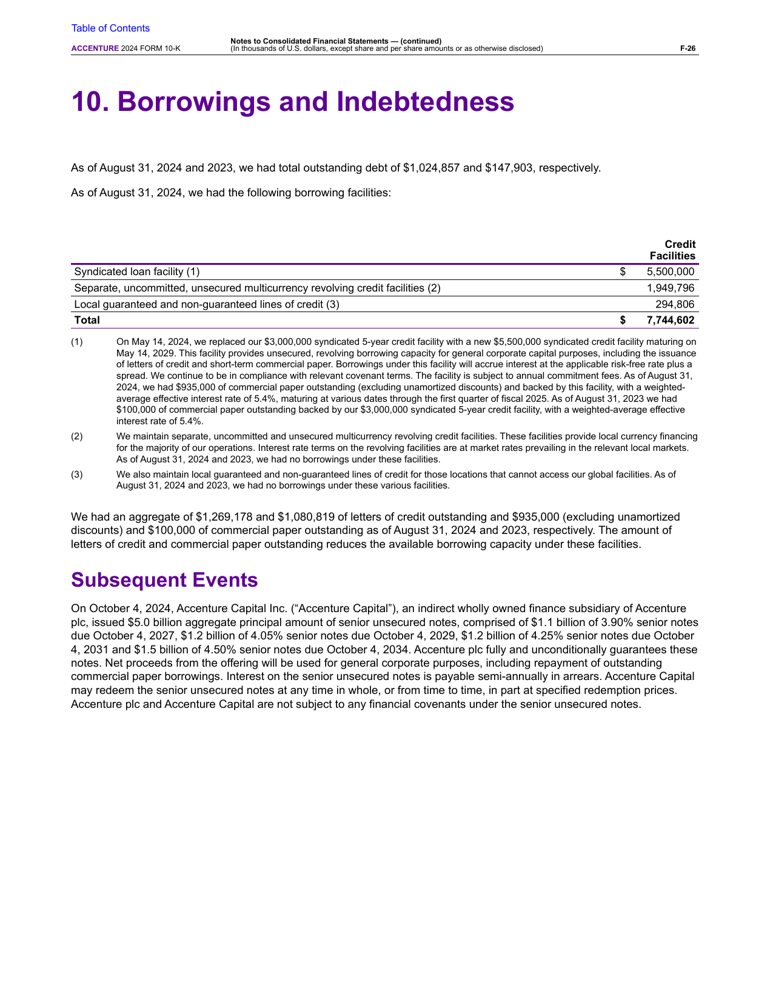 Table of Contents
Notes to Consolidated Financial Statements — (continued)
ACCENTURE 2024 FORM 10-K (In thousands of U.S. dollars, except share and per share amounts or as otherwise disclosed) F-26
10. Borrowings and Indebtedness
As of August 31, 2024 and 2023, we had total outstanding debt of $1,024,857 and $147,903, respectively.
As of August 31, 2024, we had the following borrowing facilities:
Credit
Facilities
Syndicated loan facility (1) $ 5,500,000
Separate, uncommitted, unsecured multicurrency revolving credit facilities (2) 1,949,796
Local guaranteed and non-guaranteed lines of credit (3) 294,806
Total $ 7,744,602
(1) On May 14, 2024, we replaced our $3,000,000 syndicated 5-year credit facility with a new $5,500,000 syndicated credit facility maturing on
May 14, 2029. This facility provides unsecured, revolving borrowing capacity for general corporate capital purposes, including the issuance
of letters of credit and short-term commercial paper. Borrowings under this facility will accrue interest at the applicable risk-free rate plus a
spread. We continue to be in compliance with relevant covenant terms. The facility is subject to annual commitment fees. As of August 31,
2024, we had $935,000 of commercial paper outstanding (excluding unamortized discounts) and backed by this facility, with a weighted-
average effective interest rate of 5.4%, maturing at various dates through the first quarter of fiscal 2025. As of August 31, 2023 we had
$100,000 of commercial paper outstanding backed by our $3,000,000 syndicated 5-year credit facility, with a weighted-average effective
interest rate of 5.4%.
(2) We maintain separate, uncommitted and unsecured multicurrency revolving credit facilities. These facilities provide local currency financing
for the majority of our operations. Interest rate terms on the revolving facilities are at market rates prevailing in the relevant local markets.
As of August 31, 2024 and 2023, we had no borrowings under these facilities.
(3) We also maintain local guaranteed and non-guaranteed lines of credit for those locations that cannot access our global facilities. As of
August 31, 2024 and 2023, we had no borrowings under these various facilities.
We had an aggregate of $1,269,178 and $1,080,819 of letters of credit outstanding and $935,000 (excluding unamortized
discounts) and $100,000 of commercial paper outstanding as of August 31, 2024 and 2023, respectively. The amount of
letters of credit and commercial paper outstanding reduces the available borrowing capacity under these facilities.
Subsequent Events
On October 4, 2024, Accenture Capital Inc. (“Accenture Capital”), an indirect wholly owned finance subsidiary of Accenture
plc, issued $5.0 billion aggregate principal amount of senior unsecured notes, comprised of $1.1 billion of 3.90% senior notes
due October 4, 2027, $1.2 billion of 4.05% senior notes due October 4, 2029, $1.2 billion of 4.25% senior notes due October
4, 2031 and $1.5 billion of 4.50% senior notes due October 4, 2034. Accenture plc fully and unconditionally guarantees these
notes. Net proceeds from the offering will be used for general corporate purposes, including repayment of outstanding
commercial paper borrowings. Interest on the senior unsecured notes is payable semi-annually in arrears. Accenture Capital
may redeem the senior unsecured notes at any time in whole, or from time to time, in part at specified redemption prices.
Accenture plc and Accenture Capital are not subject to any financial covenants under the senior unsecured notes.